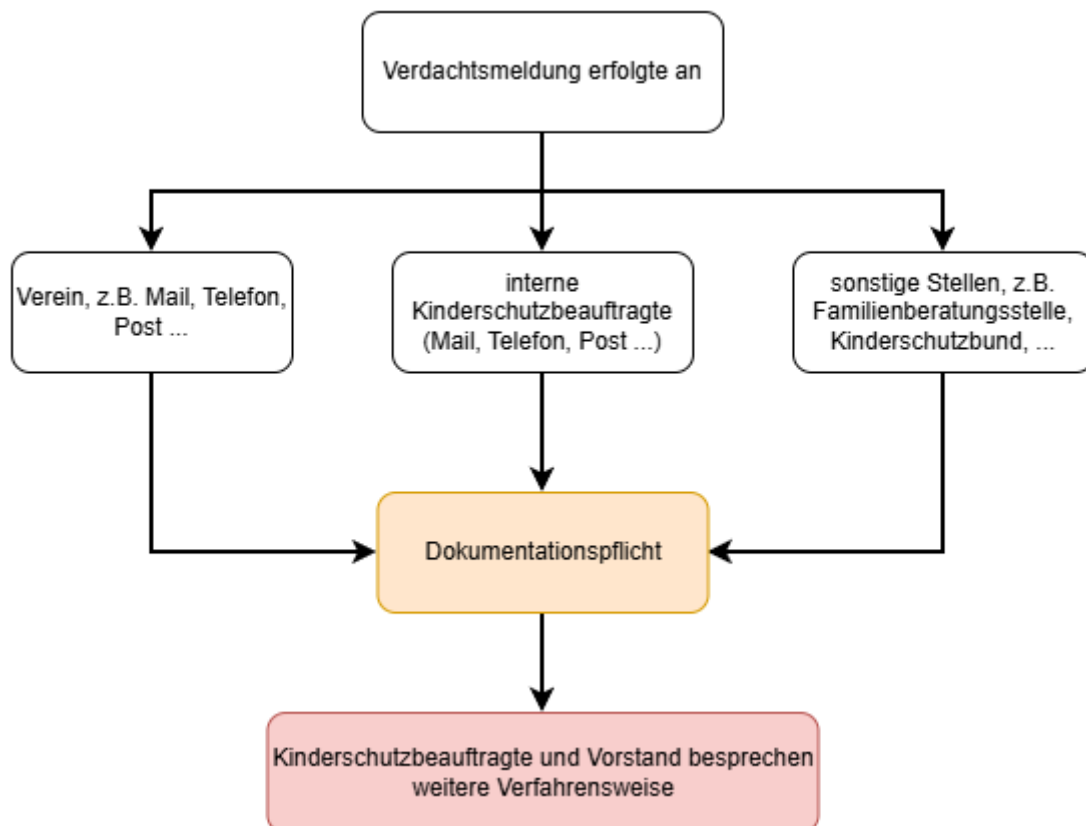 Verdachtsmeldung erfolgte an
Verein, z.B. Mail, Telefon,
Post ...
interne
Kinderschutzbeauftragte
(Mail, Telefon, Post ...)
sonstige Stellen, z.B.
Familienberatungsstelle,
Kinderschutzbund, ...
Dokumentationspflicht
Kinderschutzbeauftragte und Vorstand besprechen
weitere Verfahrensweise